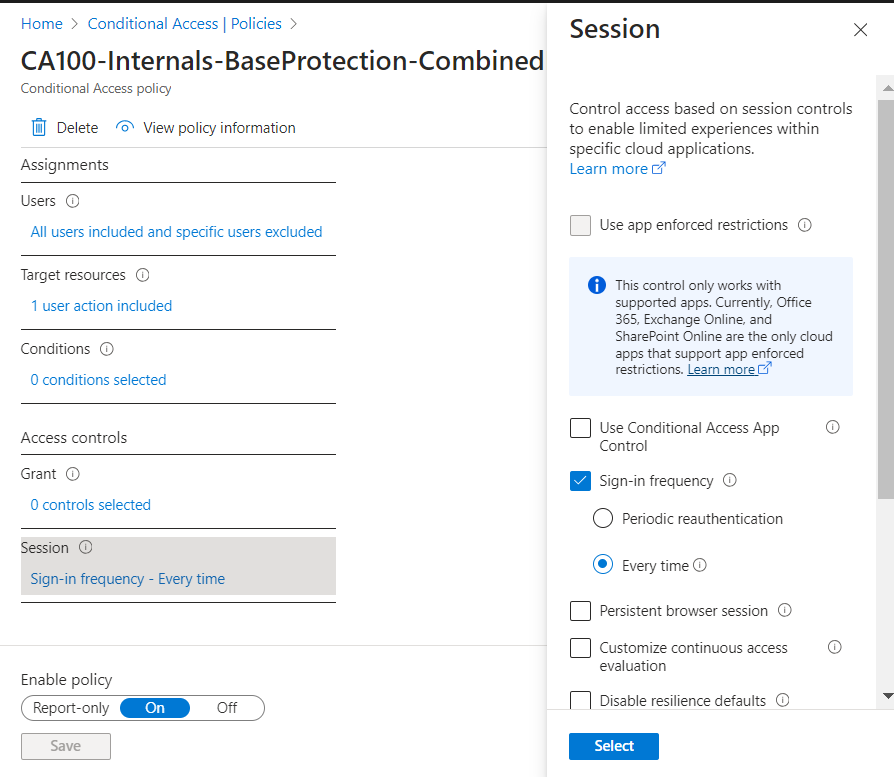 Home > Conditional Access | Policies >
CA100-Internals-BaseProtection-Combined
Conditional Access policy
Delete View policy information
Assignments
Users
All users included and specific users excluded
Target resources
1 user action included
Conditions
0 conditions selected
Access controls
Grant
0 controls selected
Session
Sign-in frequency - Every time
Enable policy
Report-only On Off
Save
Session
Control access based on session controls
to enable limited experiences within
specific cloud applications.
Learn more
Use app enforced restrictions
This control only works with
supported apps. Currently, Office
365, Exchange Online, and
SharePoint Online are the only cloud
apps that support app enforced
restrictions. Learn more
Use Conditional Access App
Control
Sign-in frequency
Periodic reauthentication
Every time
Persistent browser session
Customize continuous access
evaluation
Disable resilience defaults
Select